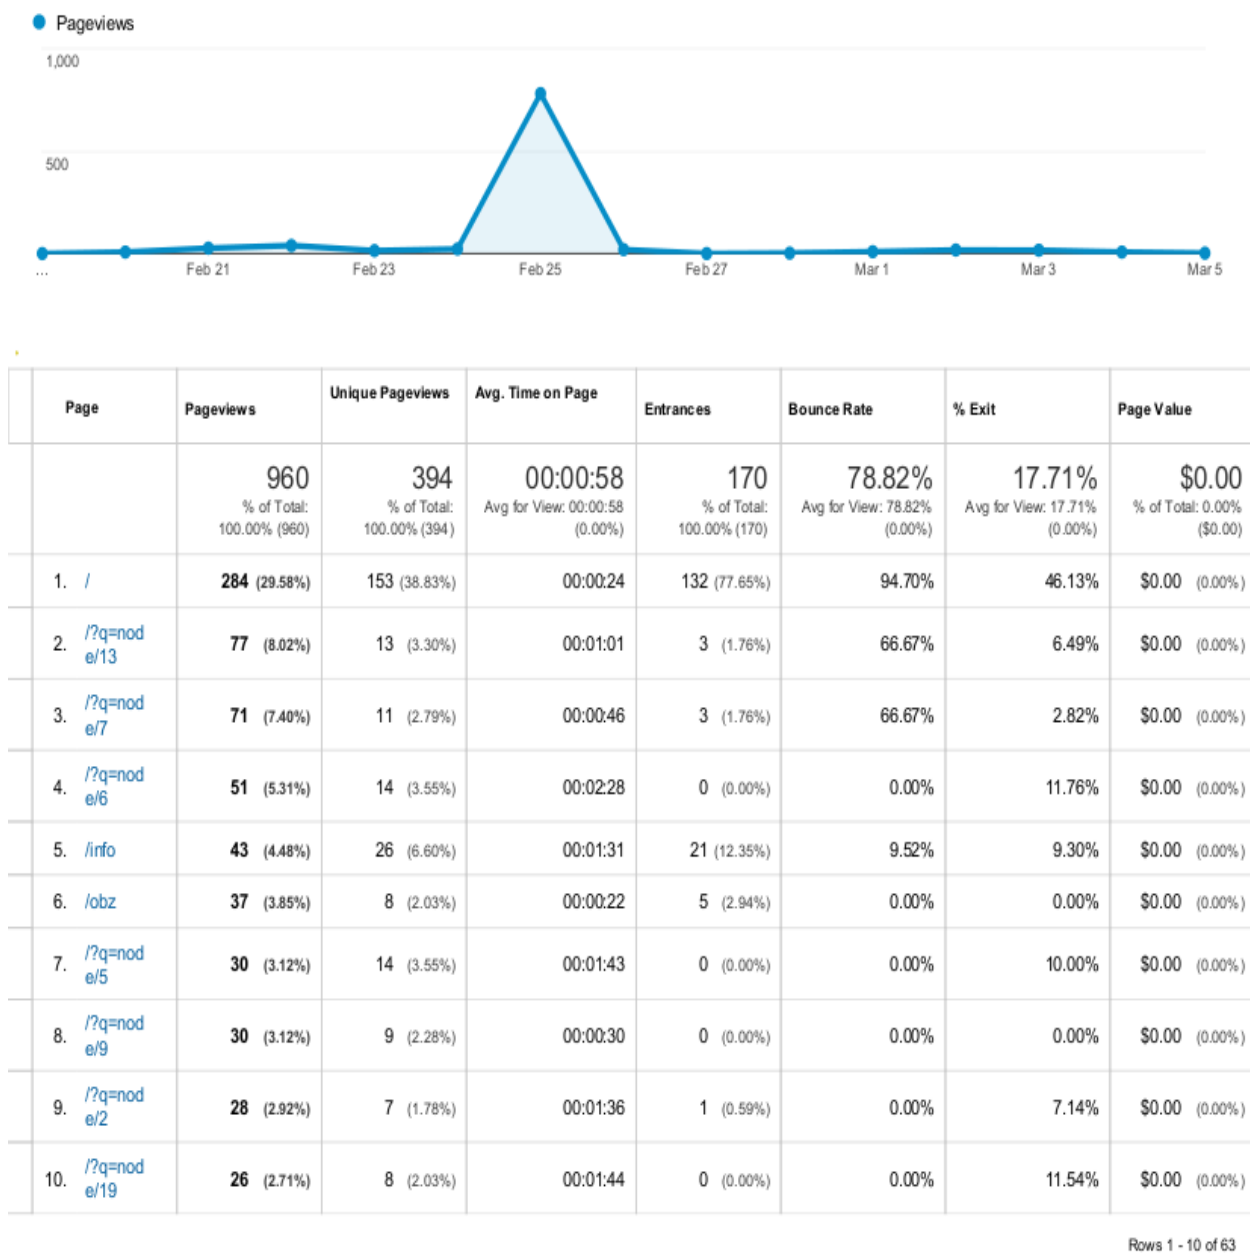 Pageviews
1,000
500
...
Feb 21
Feb 23
Feb 25
Feb 27
Mar 1
Mar 3
Mar 5
Page Pageviews Unique Pageviews Avg. Time on Page Entrances Bounce Rate % Exit Page Value
960 394 00:00:58 170 78.82% 17.71% $0.00
% of Total: % of Total: Avg for View: 00:00:58 % of Total: Avg for View: 78.82% Avg for View: 17.71% % of Total: 0.00%
100.00% (960) 100.00% (394) (0.00%) 100.00% (170) (0.00%) (0.00%) ($0.00)
1. / 284 (29.58%) 153 (38.83%) 00:00:24 132 (77.65%) 94.70% 46.13% $0.00 (0.00%)
2. /?q=nod 77 (8.02%) 13 (3.30%) 00:01:01 3 (1.76%) 66.67% 6.49% $0.00 (0.00%)
e/13
3. /?q=nod 71 (7.40%) 11 (2.79%) 00:00:46 3 (1.76%) 66.67% 2.82% $0.00 (0.00%)
e/7
4. /?q=nod 51 (5.31%) 14 (3.55%) 00:02:28 0 (0.00%) 0.00% 11.76% $0.00 (0.00%)
e/6
5. /info 43 (4.48%) 26 (6.60%) 00:01:31 21 (12.35%) 9.52% 9.30% $0.00 (0.00%)
6. /obz 37 (3.85%) 8 (2.03%) 00:00:22 5 (2.94%) 0.00% 0.00% $0.00 (0.00%)
7. /?q=nod 30 (3.12%) 14 (3.55%) 00:01:43 0 (0.00%) 0.00% 10.00% $0.00 (0.00%)
e/5
8. /?q=nod 30 (3.12%) 9 (2.28%) 00:00:30 0 (0.00%) 0.00% 0.00% $0.00 (0.00%)
e/9
9. /?q=nod 28 (2.92%) 7 (1.78%) 00:01:36 1 (0.59%) 0.00% 7.14% $0.00 (0.00%)
e/2
10. /?q=nod 26 (2.71%) 8 (2.03%) 00:01:44 0 (0.00%) 0.00% 11.54% $0.00 (0.00%)
e/19
Rows 1 - 10 of 63